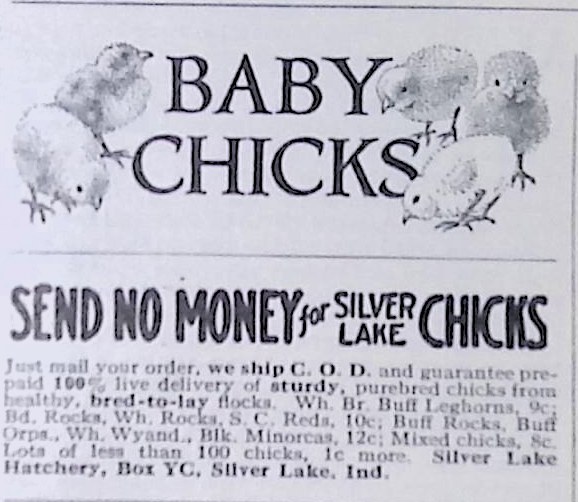 BABY
CHICKS
SEND NO MONEY for SILVER LAKE CHICKS
Just mail your order, we ship C. O. D. and guarantee pre-
paid 100% live delivery of sturdy, purebred chicks from
healthy, bred-to-lay flocks. Wh. Br. Buff Leghorns, 9c;
Bd. Rocks, Wh. Rocks, S. C. Reds, 10c; Buff Rocks, Buff
Orps., Wh. Wyand., Blk. Minorcas, 12c; Mixed chicks, 8c.
Lots of less than 100 chicks, 1c more. Silver Lake
Hatchery, Box YC, Silver Lake, Ind.